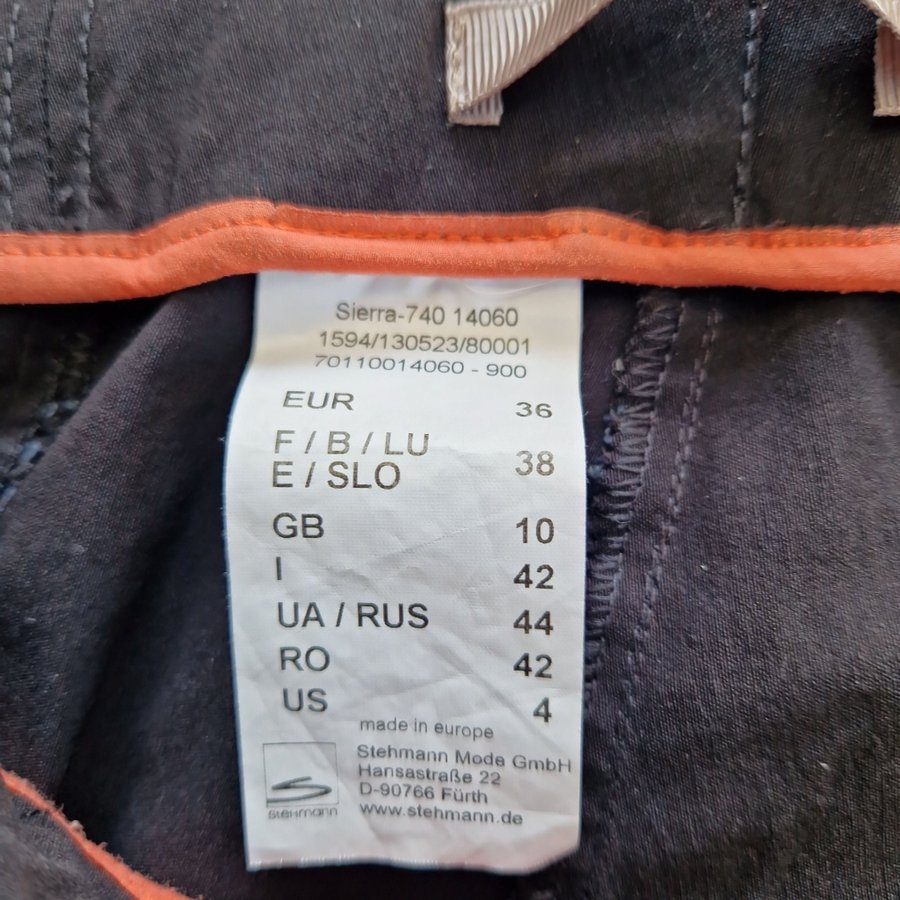 Sierra-740 14060
1594/130523/80001
70110014060 - 900
EUR 36
F / B / LU
E / SLO 38
GB 10
I 42
UA / RUS 44
RO 42
US 4
made in europe
Stehmann Mode GmbH
Hansastraße 22
D-90766 Fürth
www.stehmann.de
stehmann